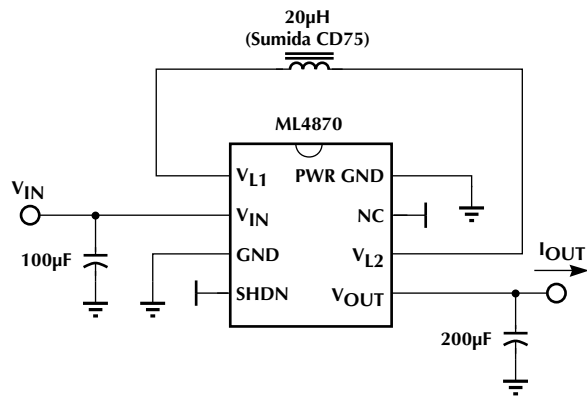 20µH
(Sumida CD75)
ML4870
VL1
PWR GND
VIN
VIN
NC
100µF
GND
VL2
IOUT
SHDN
VOUT
200µF